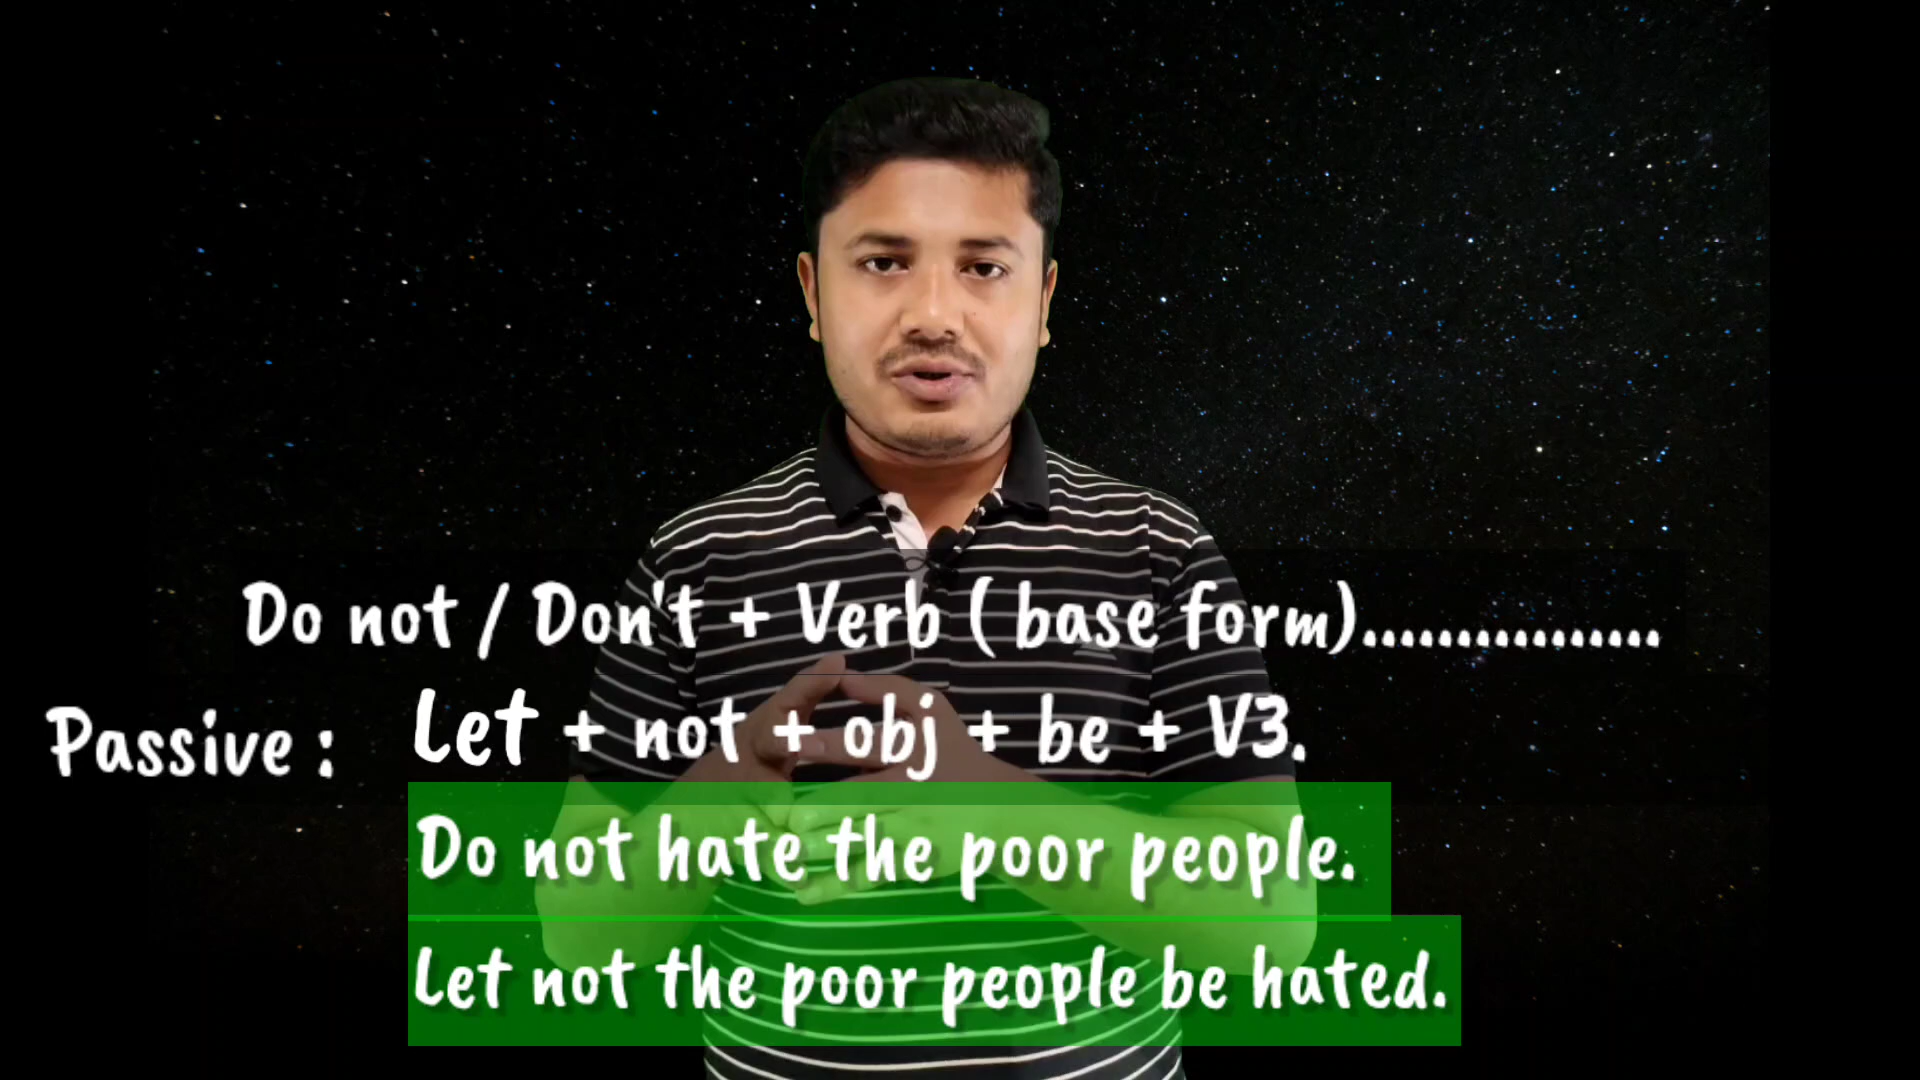 Do not / Don't + Verb ( base form)................
Passive : Let + not + obj + be + V3.
Do not hate the poor people.
Let not the poor people be hated.